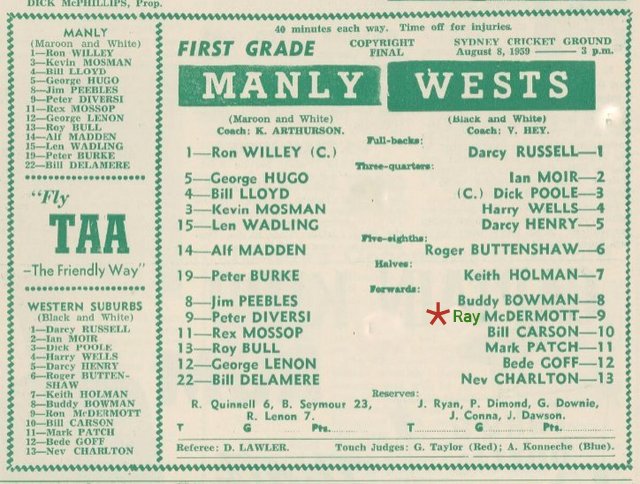 DICK McPHILLIPS, Prop.
MANLY
(Maroon and White)
1—Ron WILLEY
3—Kevin MOSMAN
4—Bill LLOYD
5—George HUGO
8—Jim PEEBLES
9—Peter DIVERSI
11—Rex MOSSOP
12—George LENON
13—Roy BULL
14—Alf MADDEN
15—Len WADLING
19—Peter BURKE
22—Bill DELAMERE
"Fly
TAA
—The Friendly Way"
WESTERN SUBURBS
(Black and White)
1—Darcy RUSSELL
2—Ian MOIR
3—Dick POOLE
4—Harry WELLS
5—Darcy HENRY
6—Roger BUTTEN-
SHAW
7—Keith HOLMAN
8—Buddy BOWMAN
9—Ron McDERMOTT
10—Bill CARSON
11—Mark PATCH
12—Bede GOFF
13—Nev CHARLTON
40 minutes each way. Time off for injuries.
FIRST GRADE COPYRIGHT SYDNEY CRICKET GROUND
FINAL August 8, 1959 —— 3 p.m.
MANLY WESTS
(Maroon and White) (Black and White)
Coach: K. ARTHURSON. Coach: V. HEY.
Full-backs:
1—Ron WILLEY (C.) Darcy RUSSELL—1
Three-quarters:
5—George HUGO Ian MOIR—2
4—Bill LLOYD (C.) Dick POOLE—3
3—Kevin MOSMAN Harry WELLS—4
15—Len WADLING Darcy HENRY—5
Five-eighths:
14—Alf MADDEN Roger BUTTENSHAW—6
Halves:
19—Peter BURKE Keith HOLMAN—7
Forwards:
8—Jim PEEBLES Buddy BOWMAN—8
9—Peter DIVERSI Ray McDERMOTT—9
11—Rex MOSSOP Bill CARSON—10
13—Roy BULL Mark PATCH—11
12—George LENON Bede GOFF—12
22—Bill DELAMERE Nev CHARLTON—13
Reserves:
R. Quinnell 6, B. Seymour 23, J. Ryan, P. Dimond, G. Downie,
R. Lenon 7. J. Conna, J. Dawson.
T G Pts. T G Pts.
Referee: D. LAWLER. Touch Judges: G. Taylor (Red); A. Konneche (Blue).